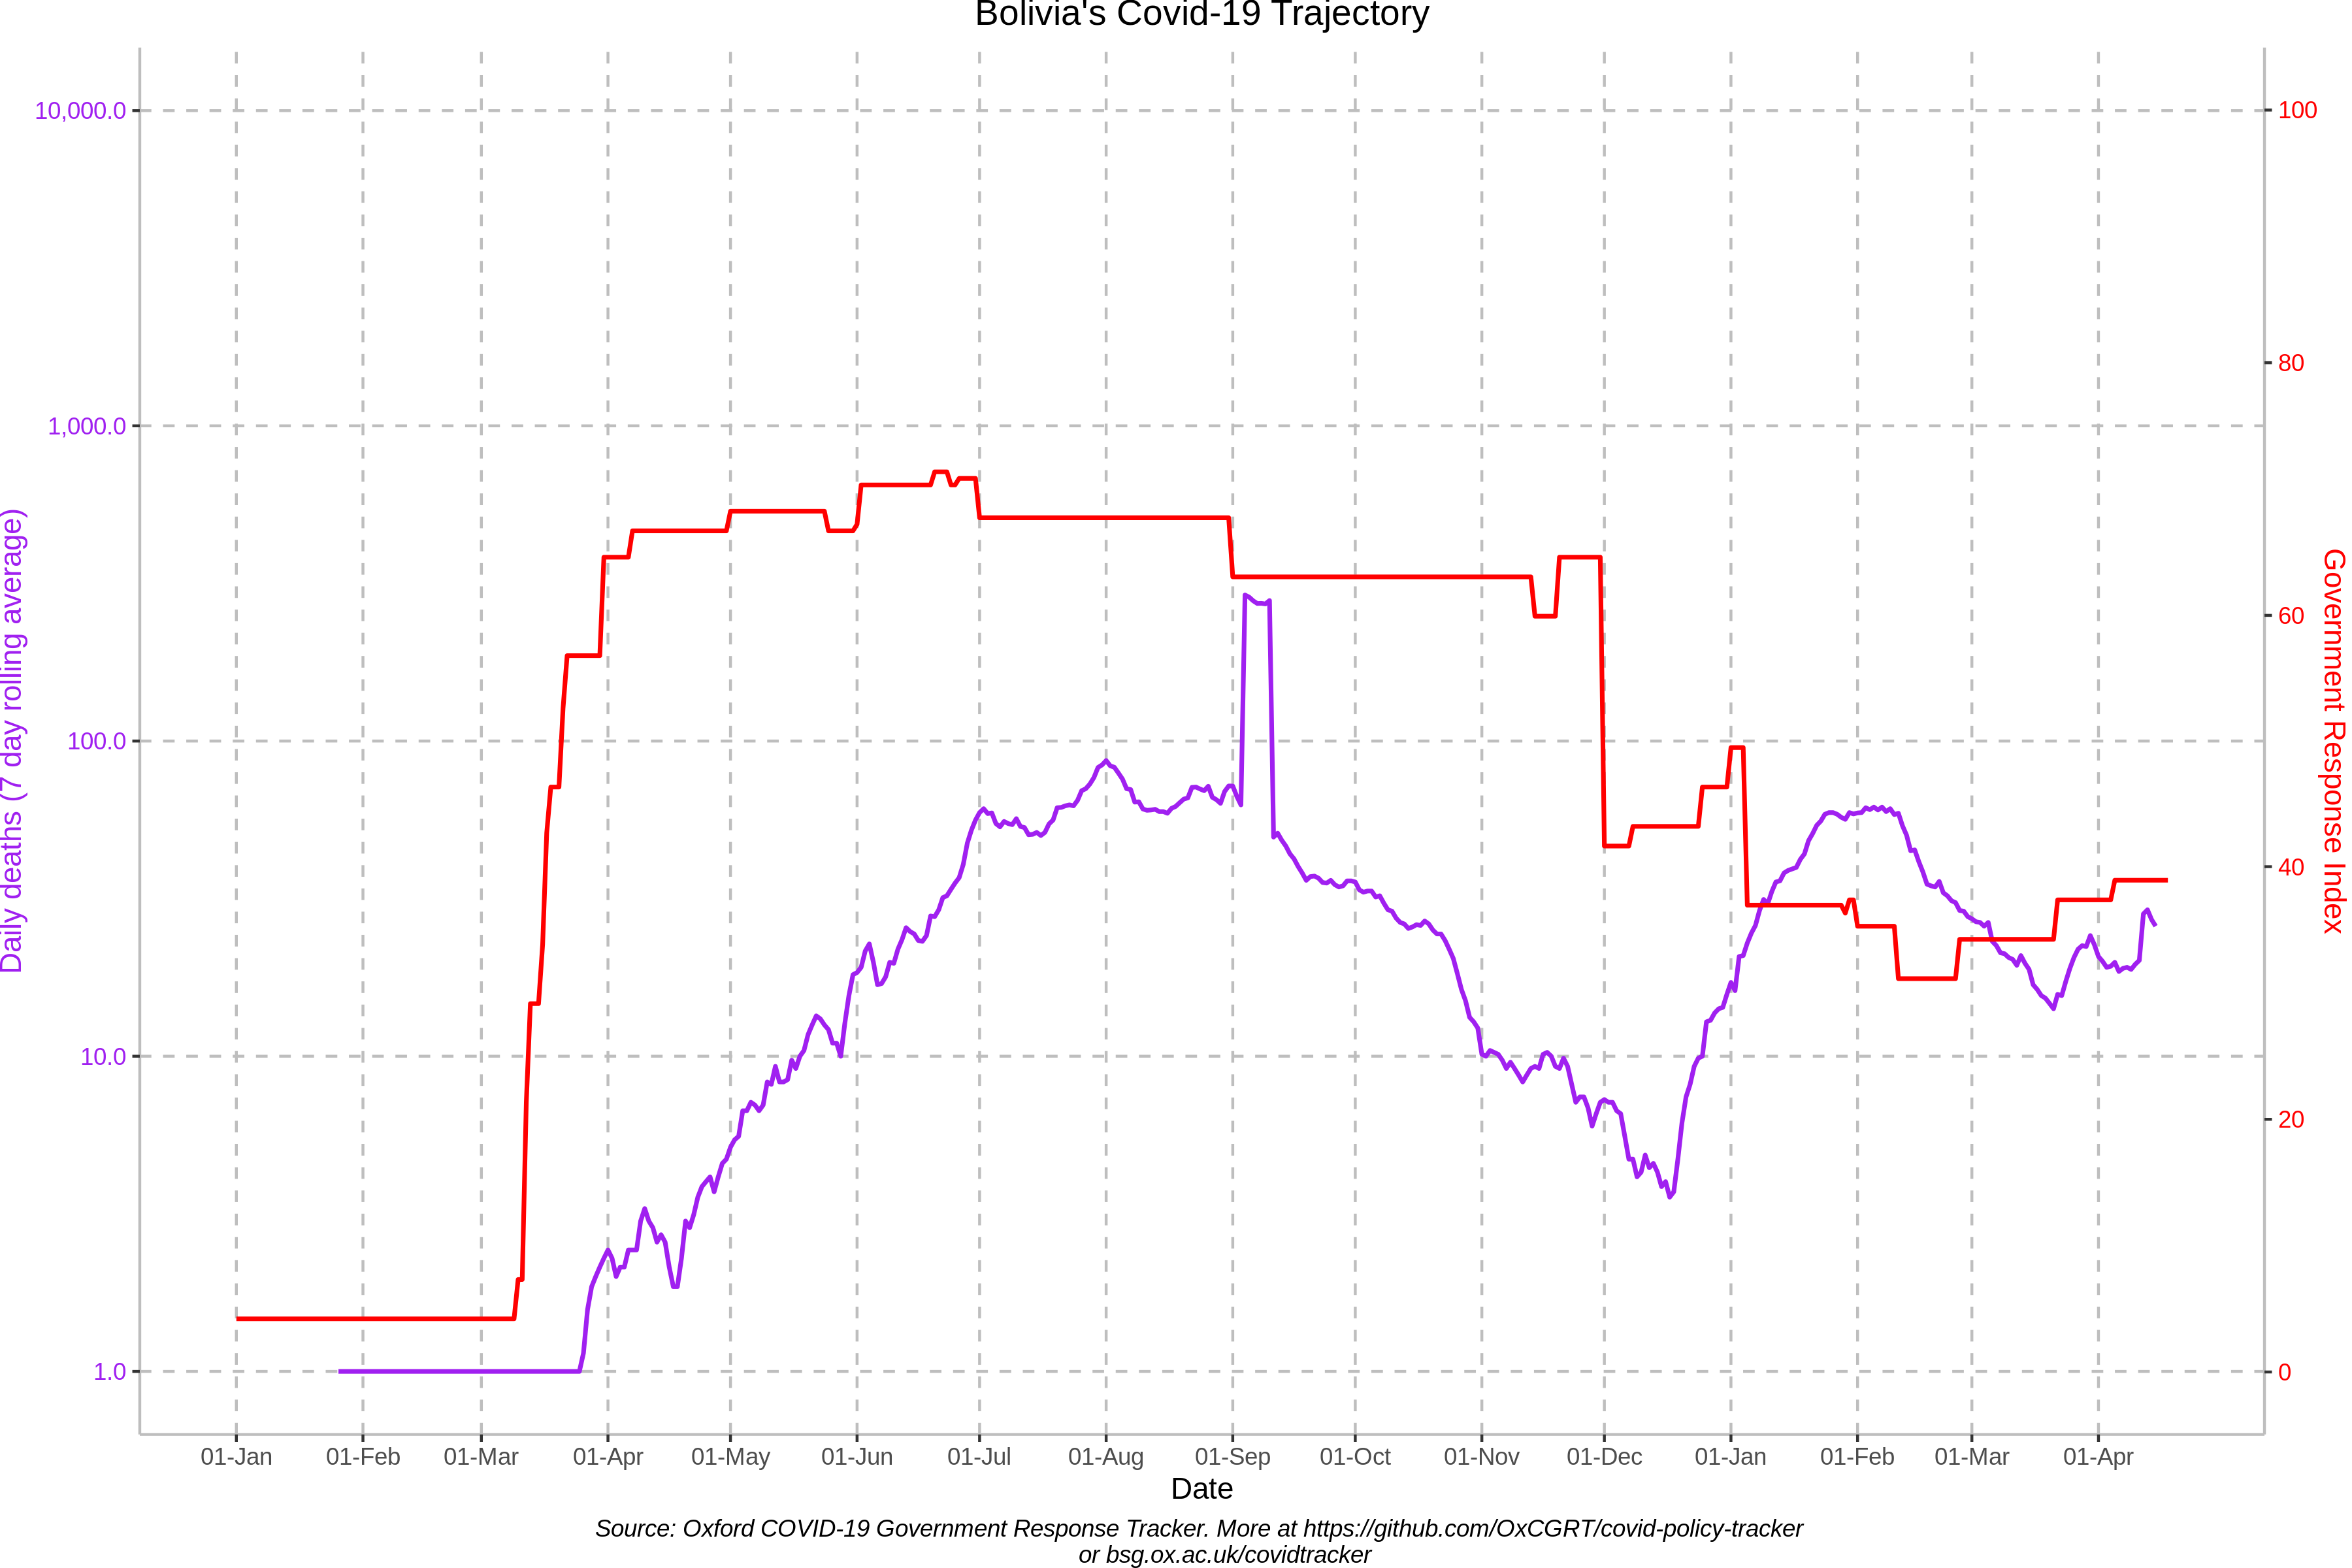 Bolivia's Covid-19 Trajectory
10,000.0
1,000.0
100.0
10.0
1.0
Daily deaths (7 day rolling average)
100
80
60
40
20
0
Government Response Index
01-Jan 01-Feb 01-Mar 01-Apr 01-May 01-Jun 01-Jul 01-Aug 01-Sep 01-Oct 01-Nov 01-Dec 01-Jan 01-Feb 01-Mar 01-Apr
Date
Source: Oxford COVID-19 Government Response Tracker. More at https://github.com/OxCGRT/covid-policy-tracker
or bsg.ox.ac.uk/covidtracker